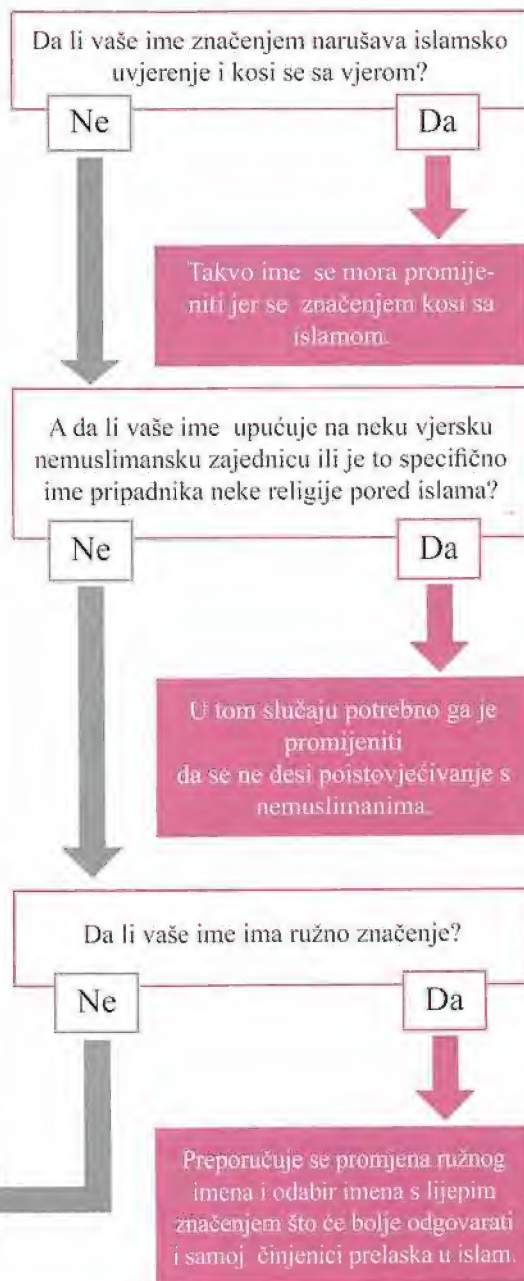 Da li vaše ime značenjem narušava islamsko
uvjerenje i kosi se sa vjerom?
Ne
Da
Takvo ime se mora promije-
niti jer se značenjem kosi sa
islamom.
A da li vaše ime upućuje na neku vjersku
nemuslimansku zajednicu ili je to specifično
ime pripadnika neke religije pored islama?
Ne
Da
U tom slučaju potrebno ga je
promijeniti
da se ne desi poistovjećivanje s
nemuslimanima.
Da li vaše ime ima ružno značenje?
Ne
Da
Preporučuje se promjena ružnog
imena i odabir imena s lijepim
značenjem što će bolje odgovarati
i samoj činjenici prelaska u islam.